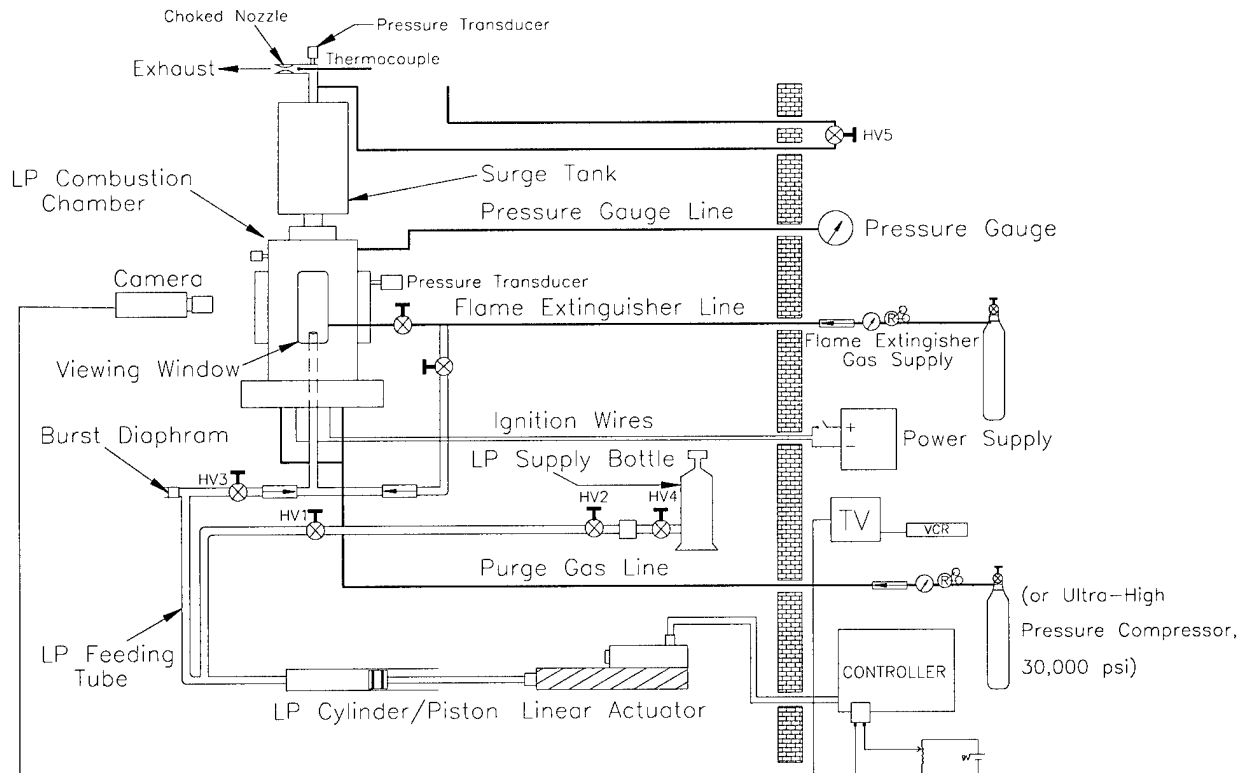 Choked Nozzle
Pressure Transducer
Thermocouple
Exhaust
HV5
LP Combustion
Chamber
Surge Tank
Pressure Gauge Line
Pressure Gauge
Camera
Pressure Transducer
Flame Extinguisher Line
R
Flame Extingisher
Gas Supply
Viewing Window
Ignition Wires
+
−
Power Supply
Burst Diaphram
LP Supply Bottle
HV3
HV1
HV2
HV4
TV
VCR
Purge Gas Line
R
(or Ultra-High
Pressure Compressor,
30,000 psi)
LP Feeding
Tube
CONTROLLER
LP Cylinder/Piston
Linear Actuator